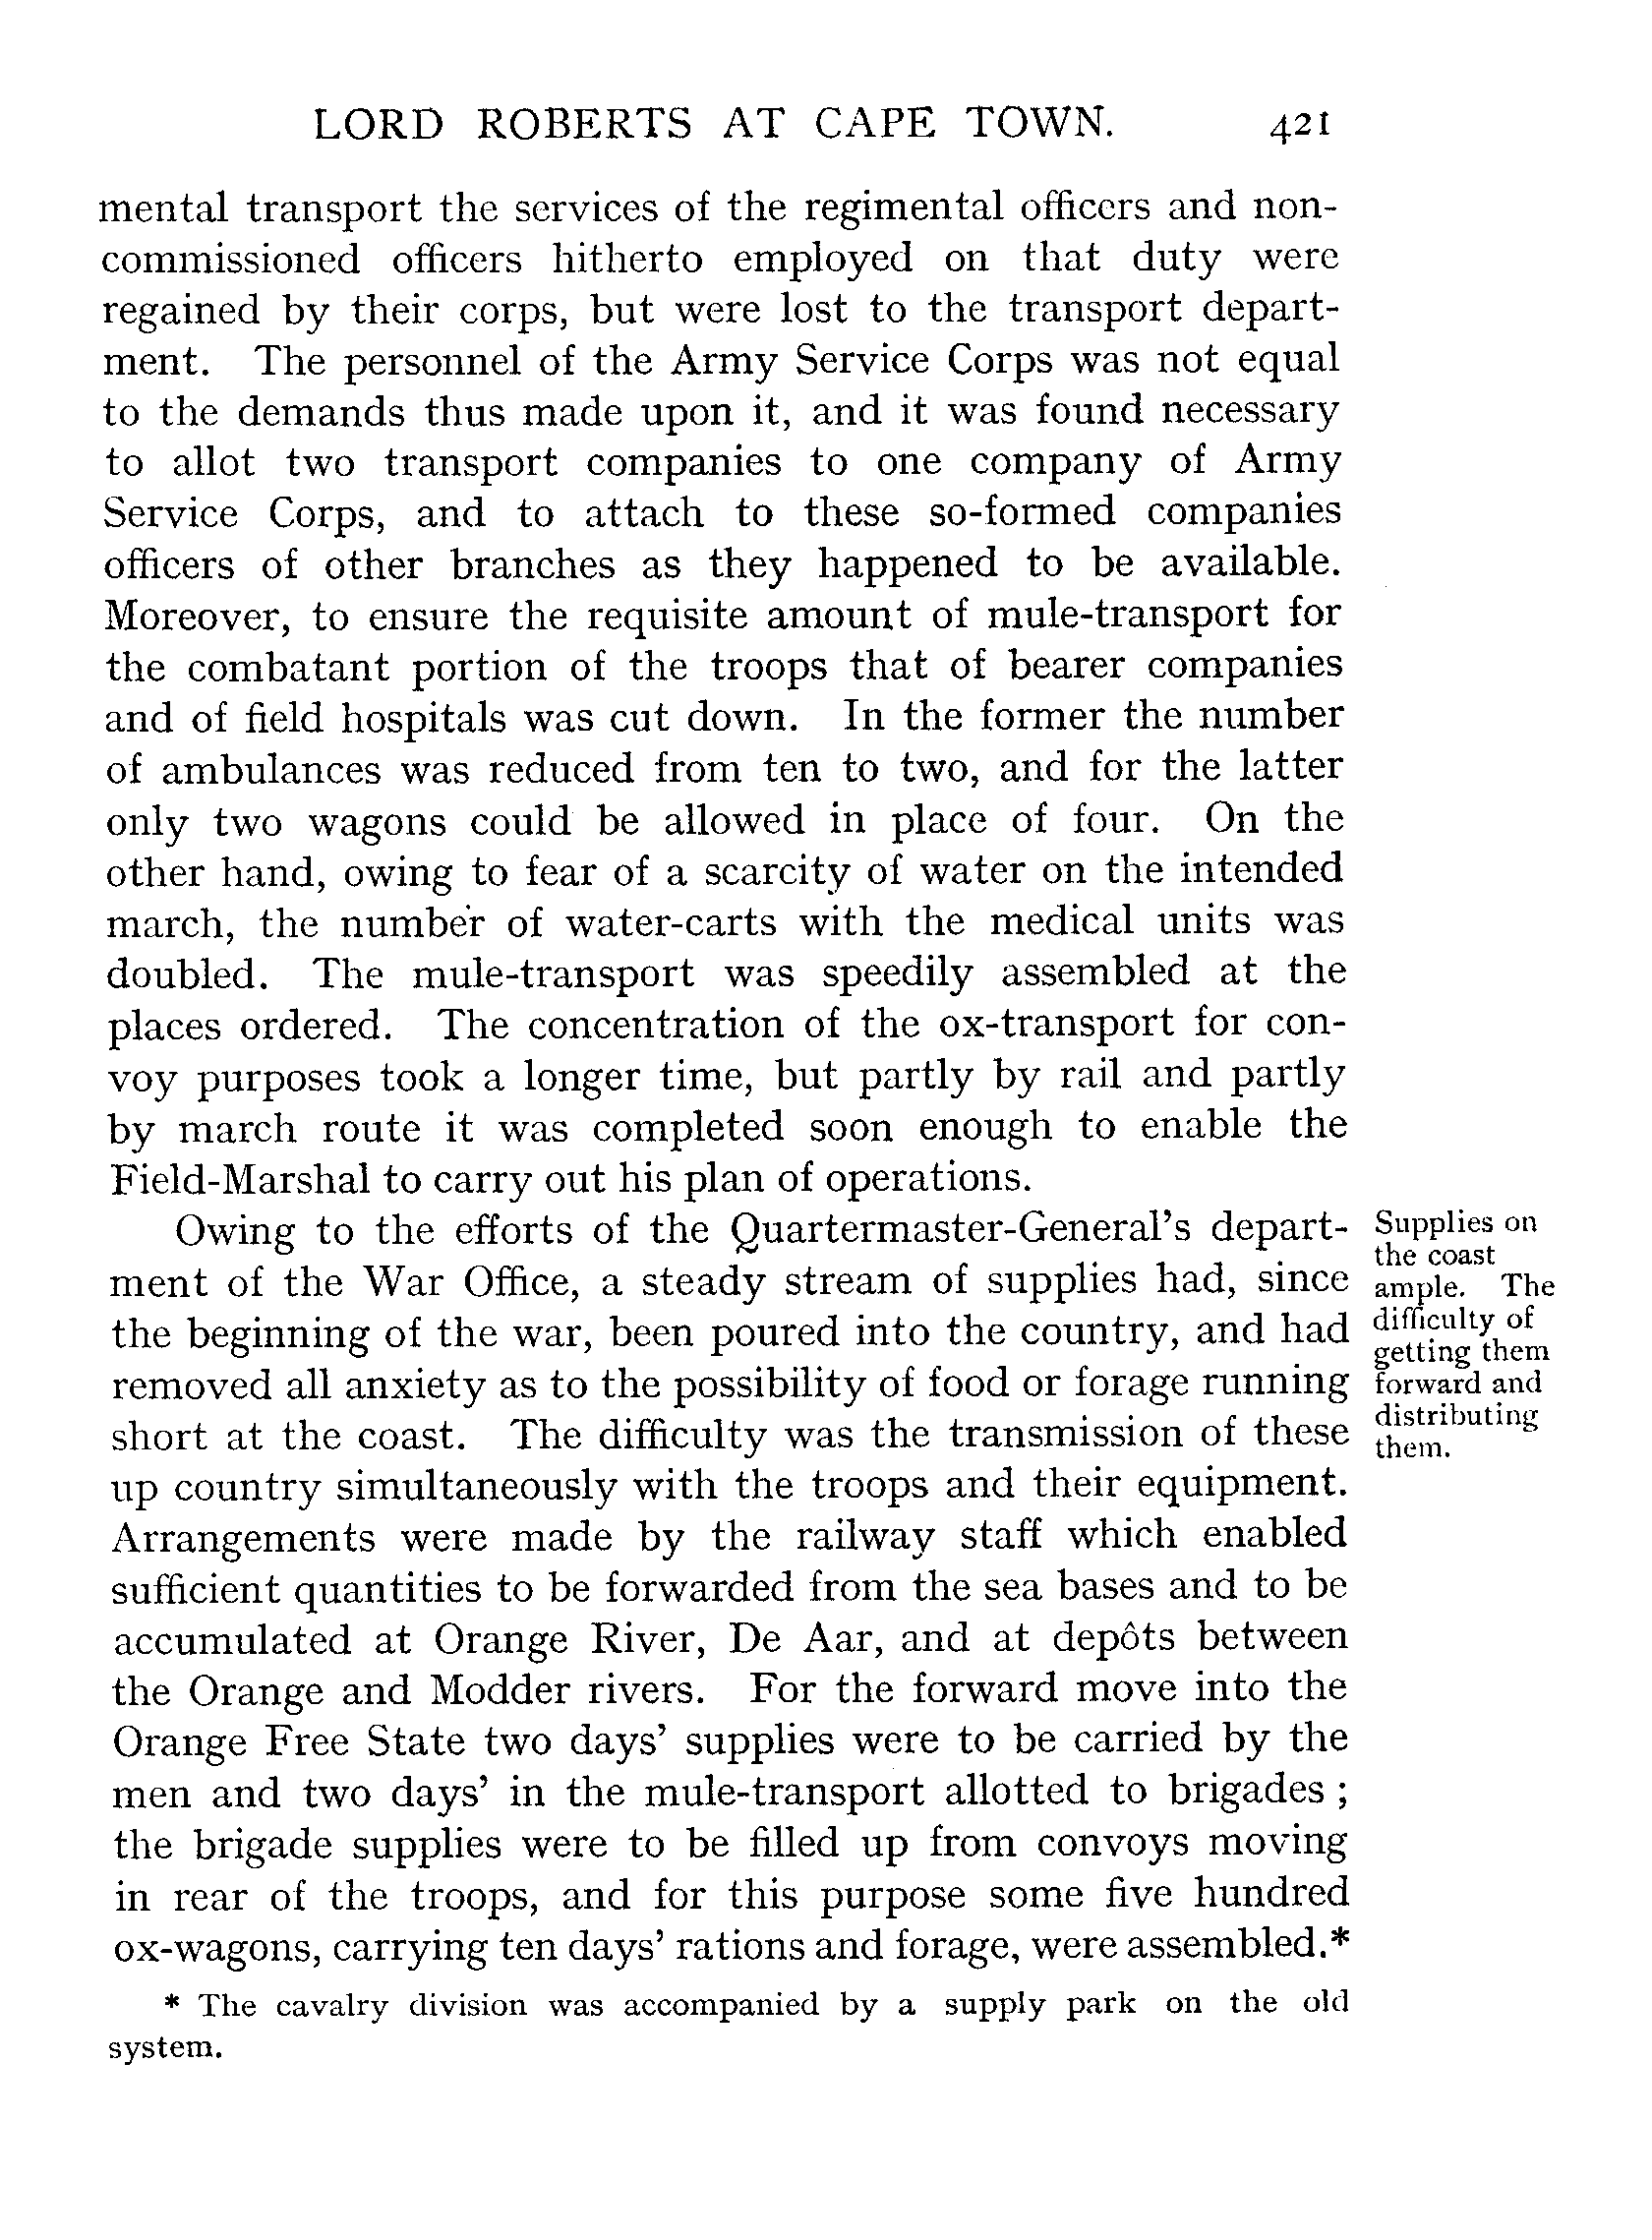 LORD ROBERTS AT CAPE TOWN. 421
mental transport the services of the regimental officers and non-
commissioned officers hitherto employed on that duty were
regained by their corps, but were lost to the transport depart-
ment. The personnel of the Army Service Corps was not equal
to the demands thus made upon it, and it was found necessary
to allot two transport companies to one company of Army
Service Corps, and to attach to these so-formed companies
officers of other branches as they happened to be available.
Moreover, to ensure the requisite amount of mule-transport for
the combatant portion of the troops that of bearer companies
and of field hospitals was cut down. In the former the number
of ambulances was reduced from ten to two, and for the latter
only two wagons could be allowed in place of four. On the
other hand, owing to fear of a scarcity of water on the intended
march, the number of water-carts with the medical units was
doubled. The mule-transport was speedily assembled at the
places ordered. The concentration of the ox-transport for con-
voy purposes took a longer time, but partly by rail and partly
by march route it was completed soon enough to enable the
Field-Marshal to carry out his plan of operations.
Owing to the efforts of the Quartermaster-General's depart-
ment of the War Office, a steady stream of supplies had, since
the beginning of the war, been poured into the country, and had
removed all anxiety as to the possibility of food or forage running
short at the coast. The difficulty was the transmission of these
up country simultaneously with the troops and their equipment.
Arrangements were made by the railway staff which enabled
sufficient quantities to be forwarded from the sea bases and to be
accumulated at Orange River, De Aar, and at depôts between
the Orange and Modder rivers. For the forward move into the
Orange Free State two days' supplies were to be carried by the
men and two days' in the mule-transport allotted to brigades ;
the brigade supplies were to be filled up from convoys moving
in rear of the troops, and for this purpose some five hundred
ox-wagons, carrying ten days' rations and forage, were assembled.*
Supplies on
the coast
ample. The
difficulty of
getting them
forward and
distributing
them.
* The cavalry division was accompanied by a supply park on the old
system.